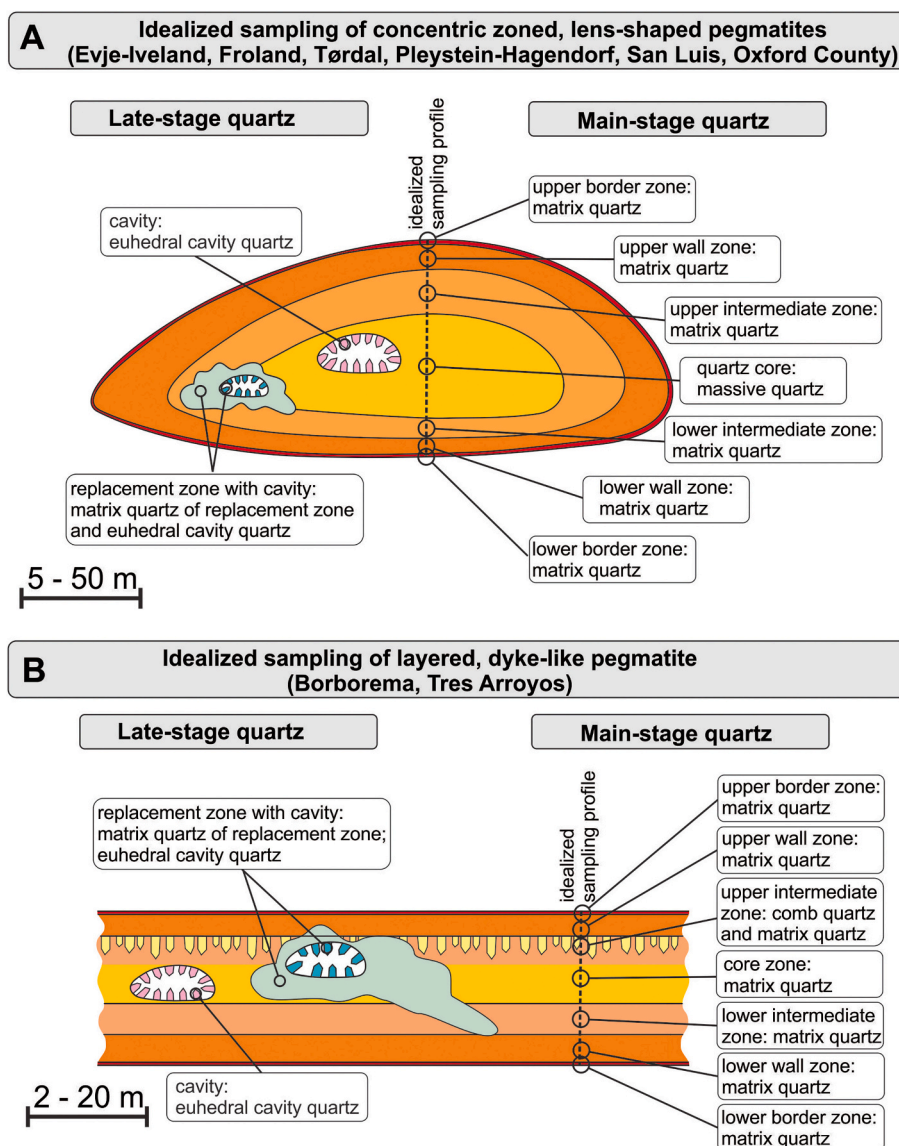 A
Idealized sampling of concentric zoned, lens-shaped pegmatites
(Evje-Iveland, Froland, Tørdal, Pleystein-Hagendorf, San Luis, Oxford County)
Late-stage quartz
Main-stage quartz
idealized
sampling profile
cavity:
euhedral cavity quartz
replacement zone with cavity:
matrix quartz of replacement zone
and euhedral cavity quartz
upper border zone:
matrix quartz
upper wall zone:
matrix quartz
upper intermediate zone:
matrix quartz
quartz core:
massive quartz
lower intermediate zone:
matrix quartz
lower wall zone:
matrix quartz
lower border zone:
matrix quartz
5 - 50 m
B
Idealized sampling of layered, dyke-like pegmatite
(Borborema, Tres Arroyos)
Late-stage quartz
Main-stage quartz
replacement zone with cavity:
matrix quartz of replacement zone;
euhedral cavity quartz
idealized
sampling profile
upper border zone:
matrix quartz
upper wall zone:
matrix quartz
upper intermediate
zone: comb quartz
and matrix quartz
core zone:
matrix quartz
lower intermediate
zone: matrix quartz
lower wall zone:
matrix quartz
lower border zone:
matrix quartz
cavity:
euhedral cavity quartz
2 - 20 m